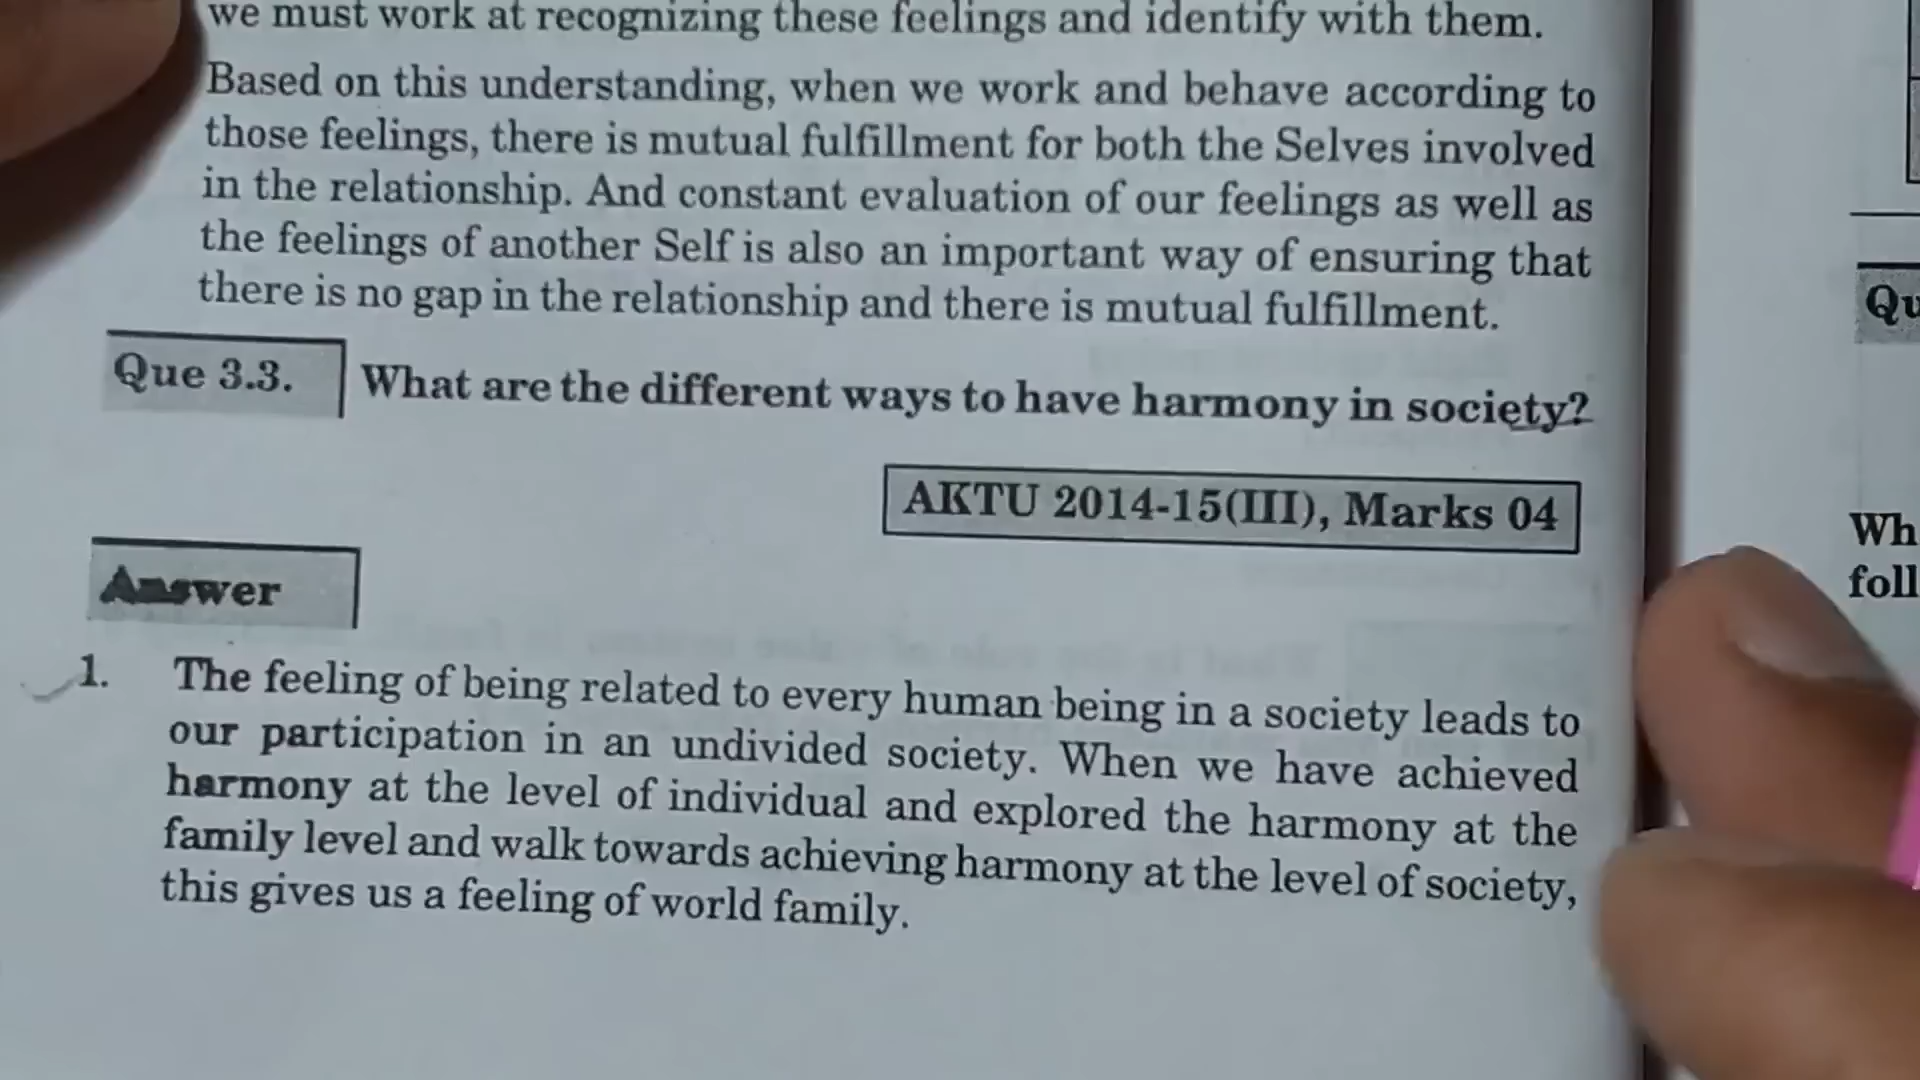 we must work at recognizing these feelings and identify with them.
Based on this understanding, when we work and behave according to
those feelings, there is mutual fulfillment for both the Selves involved
in the relationship. And constant evaluation of our feelings as well as
the feelings of another Self is also an important way of ensuring that
there is no gap in the relationship and there is mutual fulfillment.
Que 3.3. What are the different ways to have harmony in society?
AKTU 2014-15(III), Marks 04
Answer
1. The feeling of being related to every human being in a society leads to
our participation in an undivided society. When we have achieved
harmony at the level of individual and explored the harmony at the
family level and walk towards achieving harmony at the level of society,
this gives us a feeling of world family.